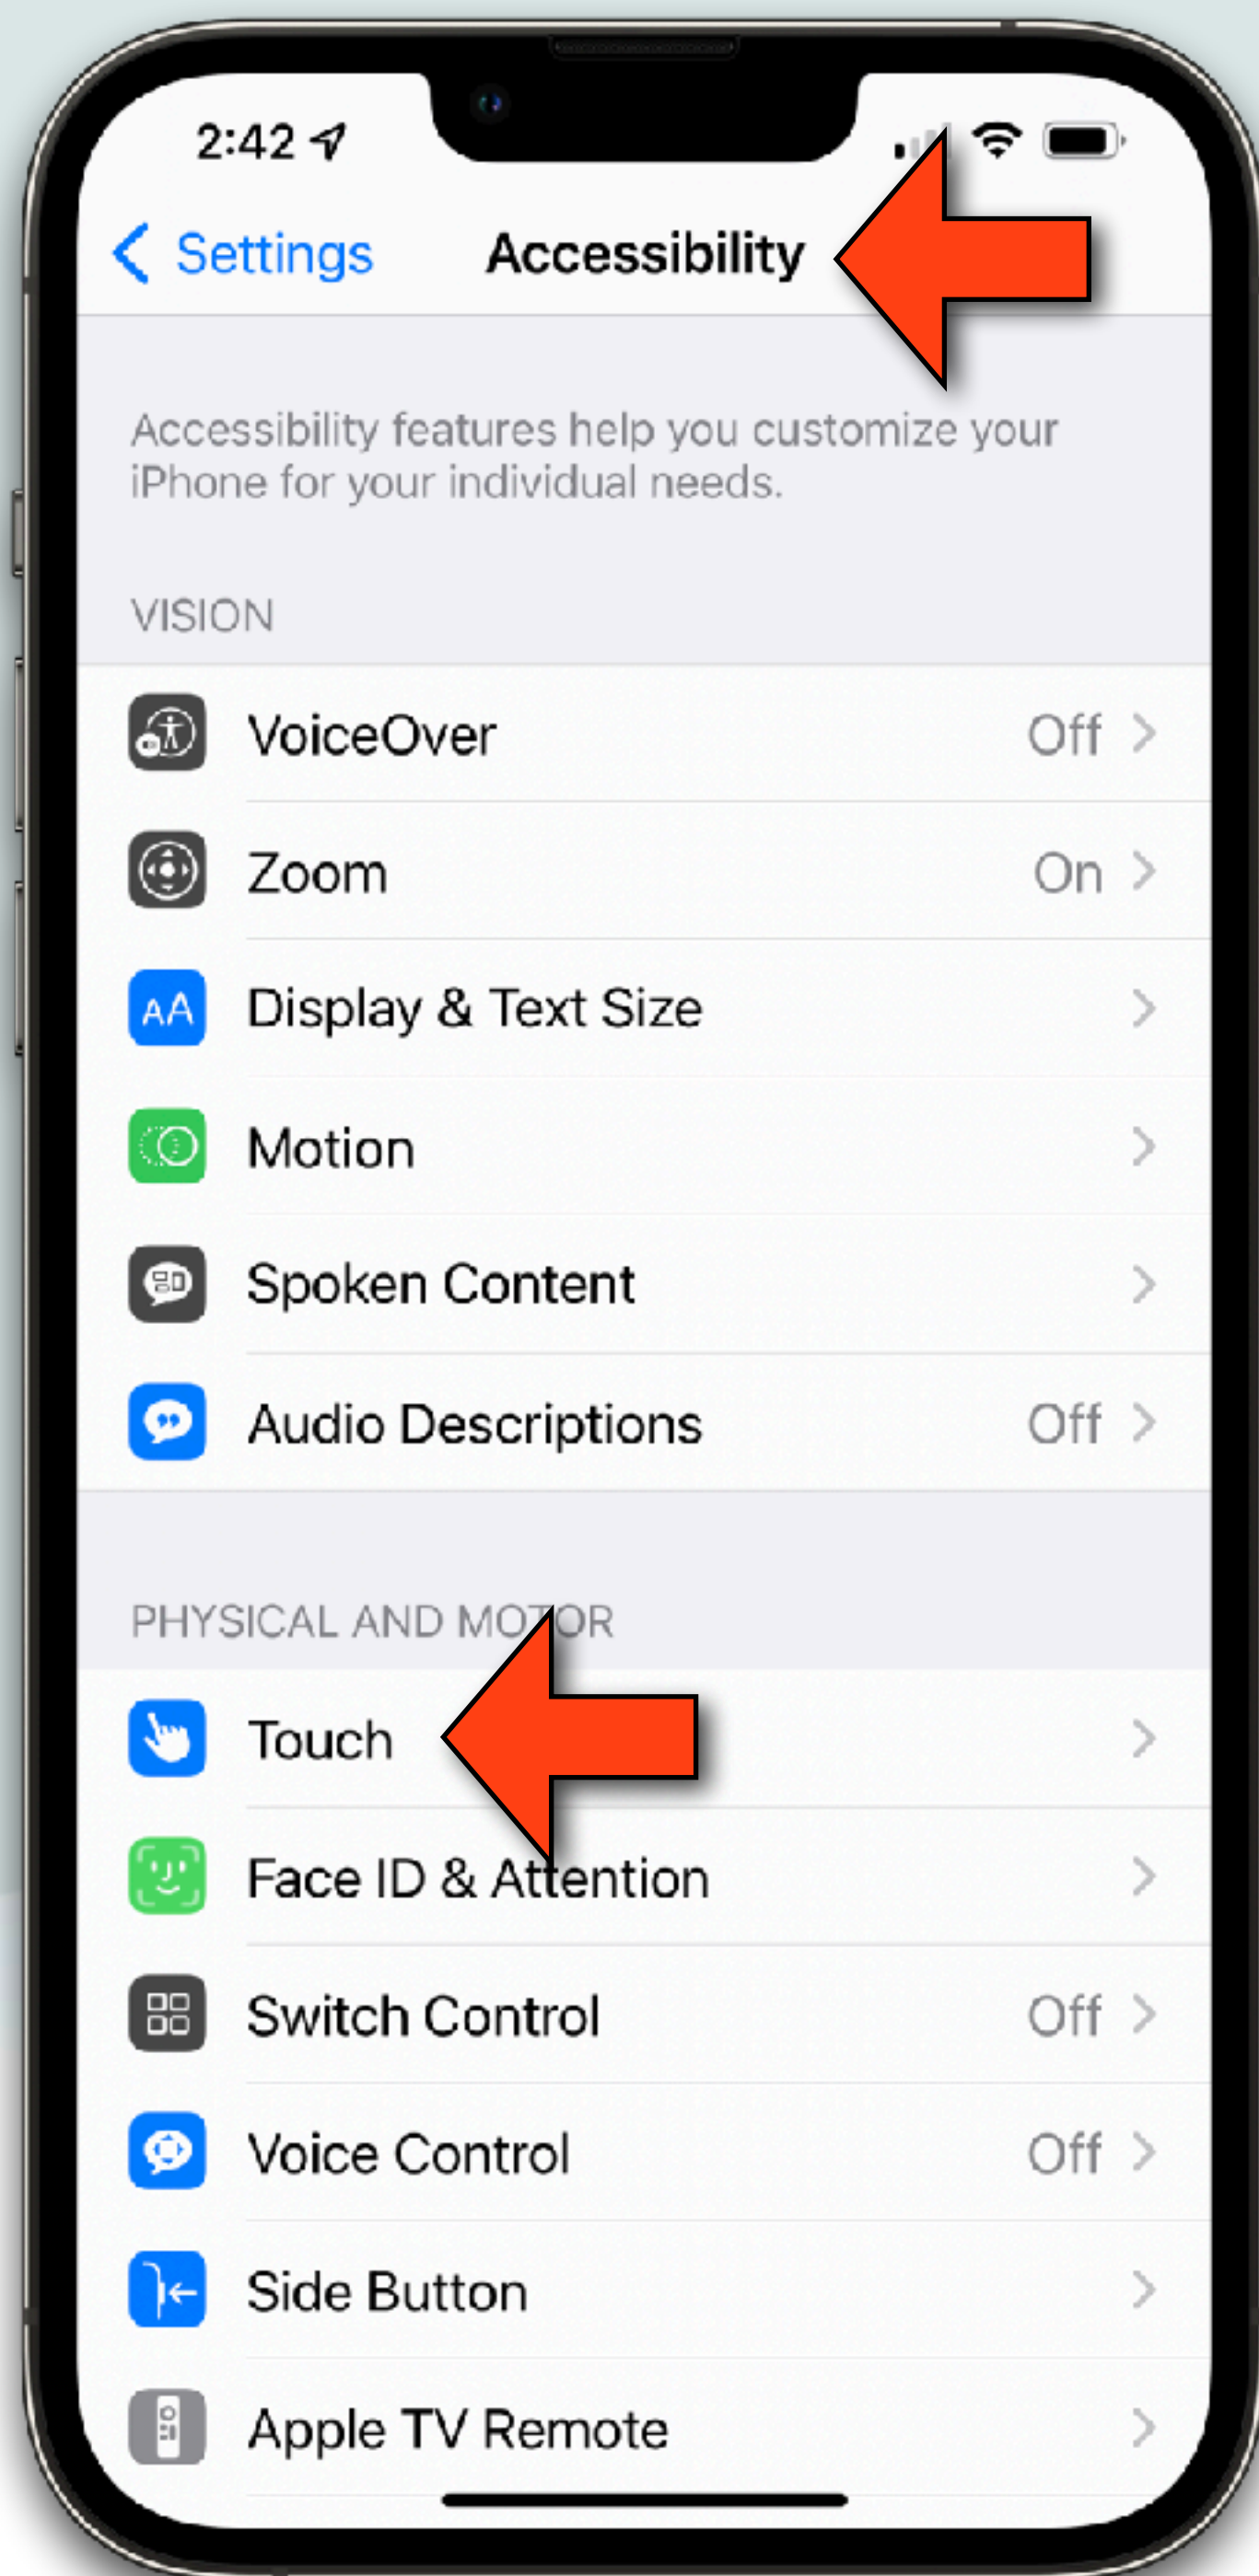 2:42
Settings
Accessibility
Accessibility features help you customize your
iPhone for your individual needs.
VISION
VoiceOver Off
Zoom On
AA Display & Text Size
Motion
Spoken Content
Audio Descriptions Off
PHYSICAL AND MOTOR
Touch
Face ID & Attention
Switch Control Off
Voice Control Off
Side Button
Apple TV Remote